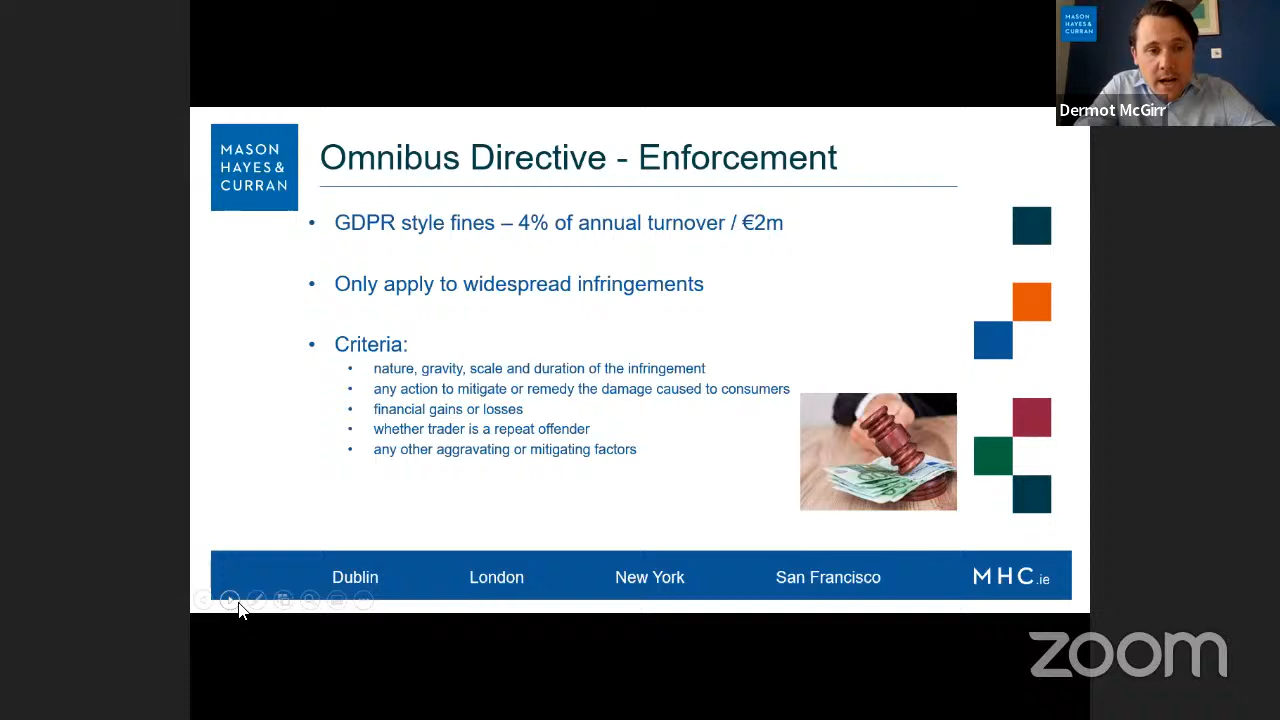 MASON
HAYES &
CURRAN
Dermot McGirr
MASON
HAYES &
CURRAN
Omnibus Directive - Enforcement
• GDPR style fines – 4% of annual turnover / €2m
• Only apply to widespread infringements
• Criteria:
• nature, gravity, scale and duration of the infringement
• any action to mitigate or remedy the damage caused to consumers
• financial gains or losses
• whether trader is a repeat offender
• any other aggravating or mitigating factors
Dublin London New York San Francisco MHC.ie
zoom